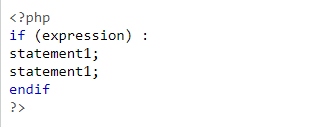 <?php
if (expression) :
statement1;
statement1;
endif
?>